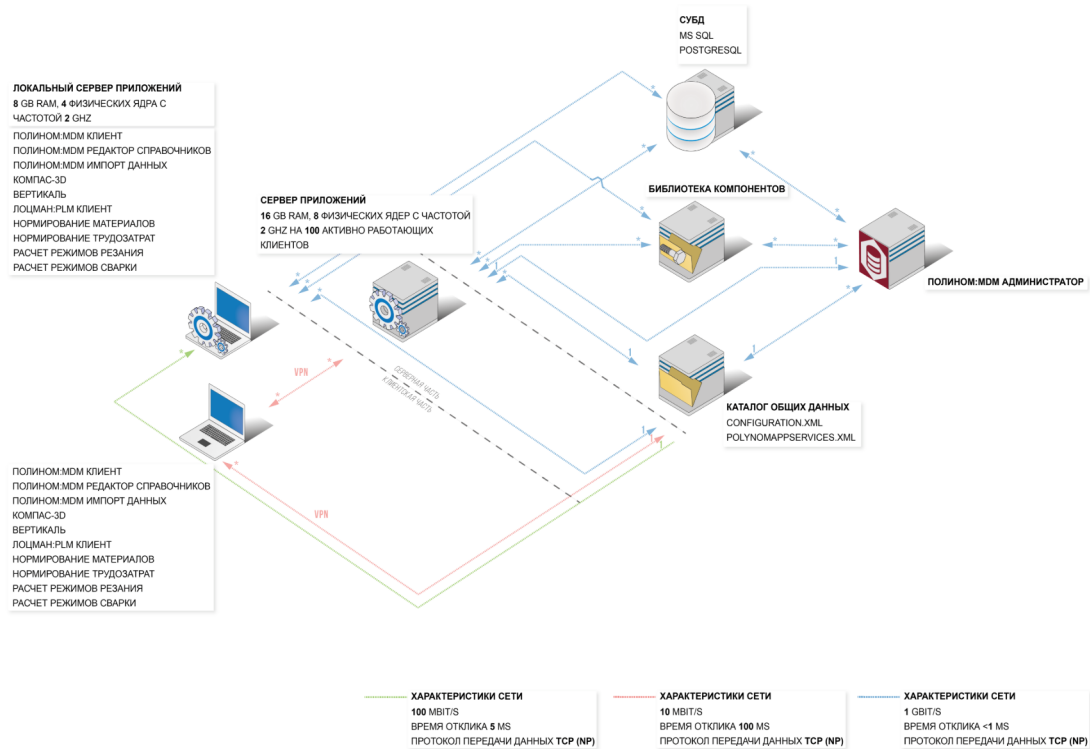 СУБД
MS SQL
POSTGRESQL
ЛОКАЛЬНЫЙ СЕРВЕР ПРИЛОЖЕНИЙ
8 GB RAM, 4 ФИЗИЧЕСКИХ ЯДРА С
ЧАСТОТОЙ 2 GHZ
ПОЛИНОМ:MDM КЛИЕНТ
ПОЛИНОМ:MDM РЕДАКТОР СПРАВОЧНИКОВ
ПОЛИНОМ:MDM ИМПОРТ ДАННЫХ
КОМПАС-3D
ВЕРТИКАЛЬ
ЛОЦМАН:PLM КЛИЕНТ
НОРМИРОВАНИЕ МАТЕРИАЛОВ
НОРМИРОВАНИЕ ТРУДОЗАТРАТ
РАСЧЕТ РЕЖИМОВ РЕЗАНИЯ
РАСЧЕТ РЕЖИМОВ СВАРКИ
СЕРВЕР ПРИЛОЖЕНИЙ
16 GB RAM, 8 ФИЗИЧЕСКИХ ЯДЕР С ЧАСТОТОЙ
2 GHZ НА 100 АКТИВНО РАБОТАЮЩИХ
КЛИЕНТОВ
БИБЛИОТЕКА КОМПОНЕНТОВ
ПОЛИНОМ:MDM АДМИНИСТРАТОР
* * * * * * * * * * 1 * * 1 * * * 1 * 1
VPN
СЕРВЕРНАЯ ЧАСТЬ
КЛИЕНТСКАЯ ЧАСТЬ
КАТАЛОГ ОБЩИХ ДАННЫХ
CONFIGURATION.XML
POLYNOMAPPSERVICES.XML
* * * * 1 1 1
ПОЛИНОМ:MDM КЛИЕНТ
ПОЛИНОМ:MDM РЕДАКТОР СПРАВОЧНИКОВ
ПОЛИНОМ:MDM ИМПОРТ ДАННЫХ
КОМПАС-3D
ВЕРТИКАЛЬ
ЛОЦМАН:PLM КЛИЕНТ
НОРМИРОВАНИЕ МАТЕРИАЛОВ
НОРМИРОВАНИЕ ТРУДОЗАТРАТ
РАСЧЕТ РЕЖИМОВ РЕЗАНИЯ
РАСЧЕТ РЕЖИМОВ СВАРКИ
VPN
ХАРАКТЕРИСТИКИ СЕТИ
100 MBIT/S
ВРЕМЯ ОТКЛИКА 5 MS
ПРОТОКОЛ ПЕРЕДАЧИ ДАННЫХ TCP (NP)
ХАРАКТЕРИСТИКИ СЕТИ
10 MBIT/S
ВРЕМЯ ОТКЛИКА 100 MS
ПРОТОКОЛ ПЕРЕДАЧИ ДАННЫХ TCP (NP)
ХАРАКТЕРИСТИКИ СЕТИ
1 GBIT/S
ВРЕМЯ ОТКЛИКА <1 MS
ПРОТОКОЛ ПЕРЕДАЧИ ДАННЫХ TCP (NP)